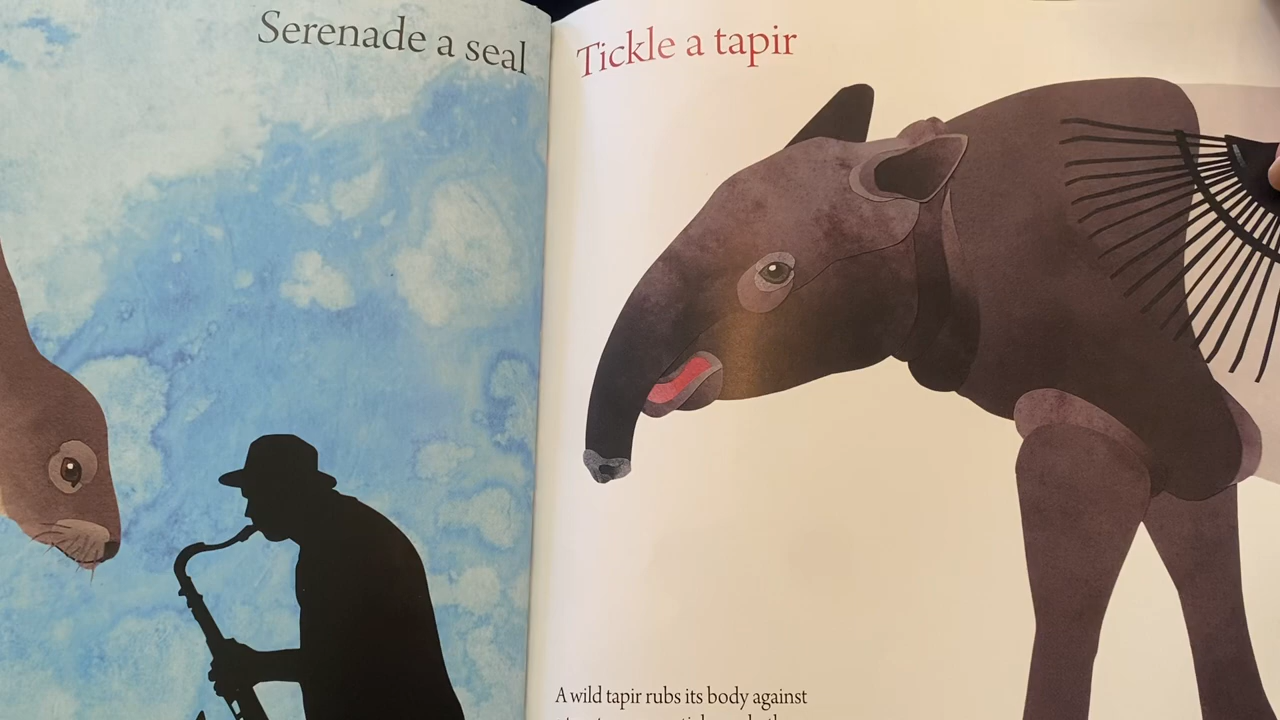 Serenade a seal
Tickle a tapir
A wild tapir rubs its body against